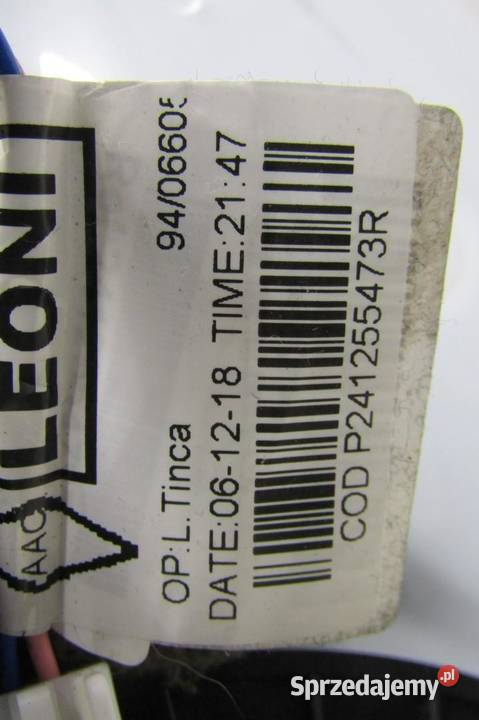 AAC
LEONI
OP:L.Tinca 94/06605
DATE:06-12-18 TIME:21:47
COD P241255473R
Sprzedajemy.pl